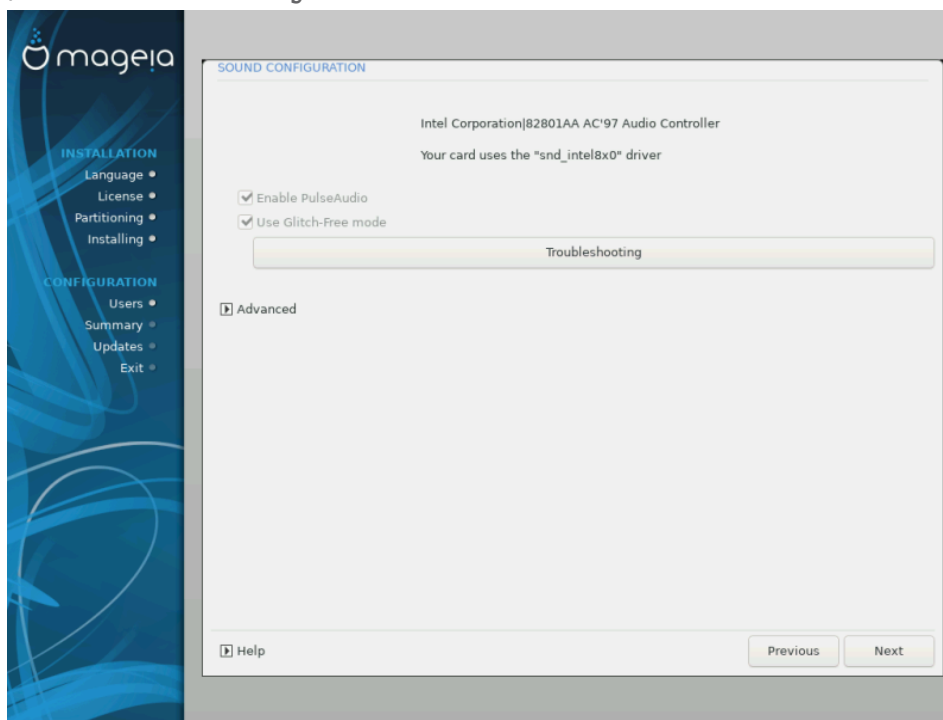 mageia
INSTALLATION
Language
License
Partitioning
Installing
CONFIGURATION
Users
Summary
Updates
Exit
SOUND CONFIGURATION
Intel Corporation|82801AA AC'97 Audio Controller
Your card uses the "snd_intel8x0" driver
Enable PulseAudio
Use Glitch-Free mode
Troubleshooting
Advanced
Help
Previous
Next